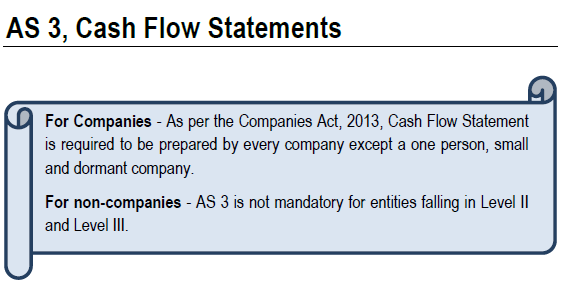 AS 3, Cash Flow Statements
For Companies - As per the Companies Act, 2013, Cash Flow Statement
is required to be prepared by every company except a one person, small
and dormant company.
For non-companies - AS 3 is not mandatory for entities falling in Level II
and Level III.